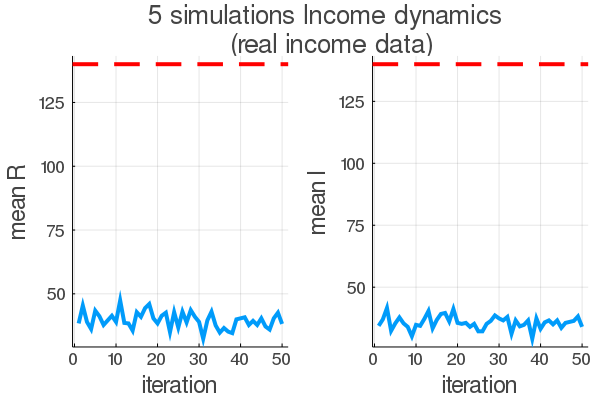 5 simulations Income dynamics
(real income data)
mean R
125
100
75
50
0 10 20 30 40 50
iteration
mean I
125
100
75
50
0 10 20 30 40 50
iteration